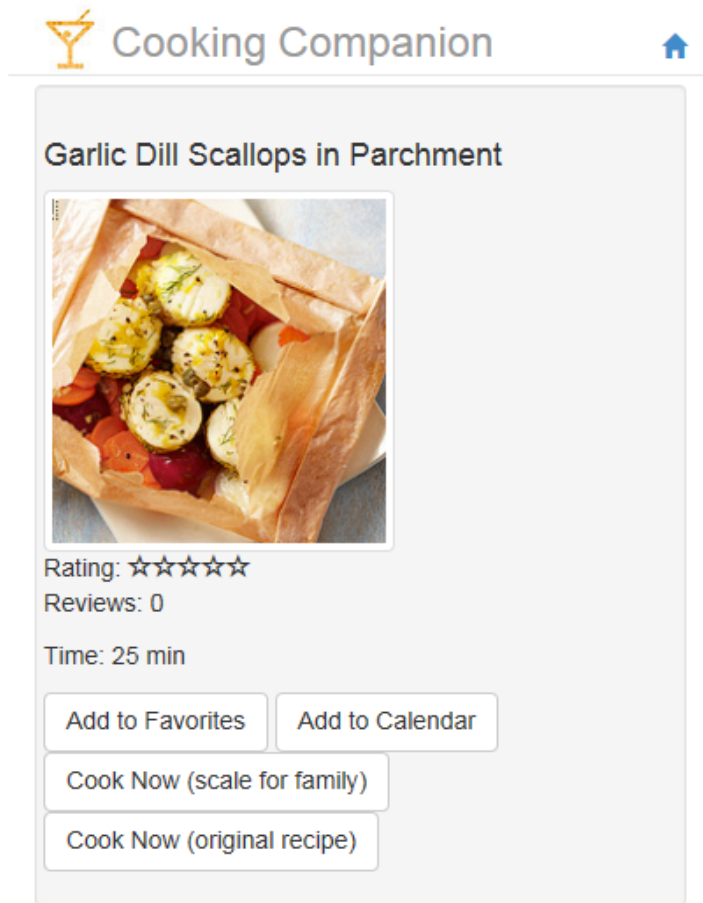 Cooking Companion
Garlic Dill Scallops in Parchment
Rating: ☆☆☆☆☆
Reviews: 0
Time: 25 min
Add to Favorites Add to Calendar
Cook Now (scale for family)
Cook Now (original recipe)